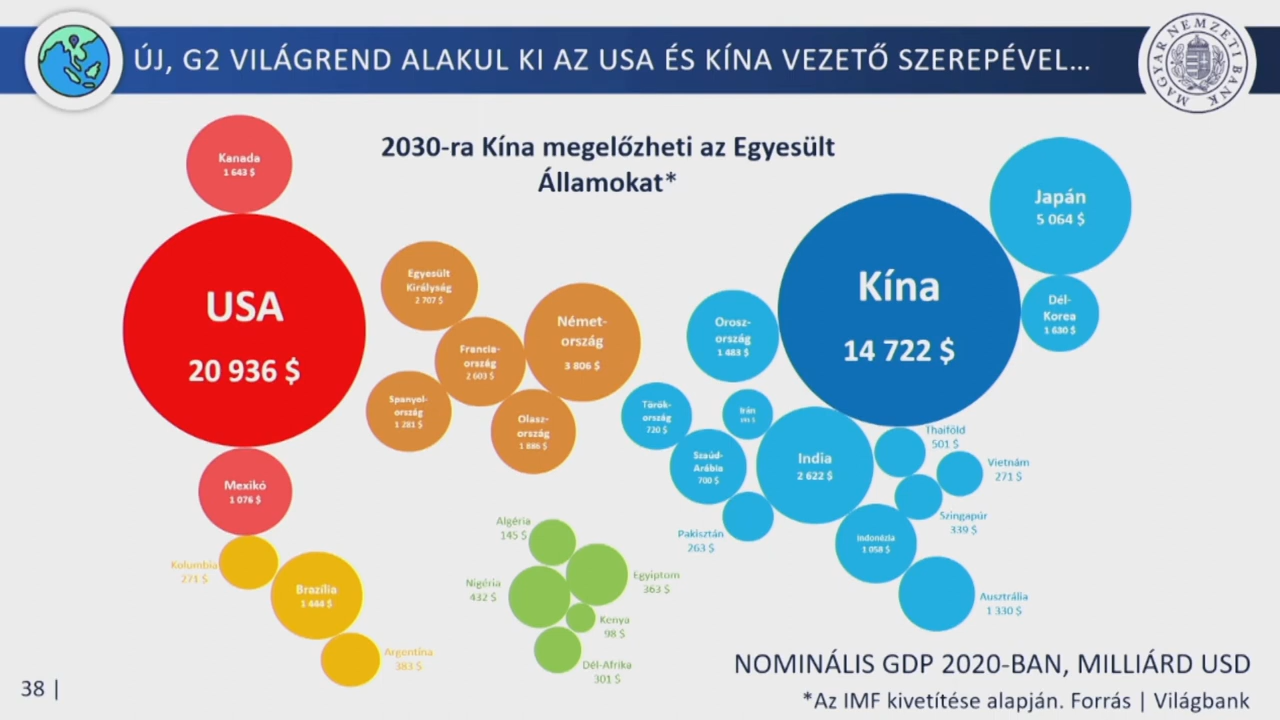 ÚJ, G2 VILÁGREND ALAKUL KI AZ USA ÉS KÍNA VEZETŐ SZEREPÉVEL...
MAGYAR NEMZETI BANK
2030-ra Kína megelőzheti az Egyesült
Államokat*
Kanada
1 643 $
USA
20 936 $
Mexikó
1 076 $
Kolumbia
271 $
Brazília
1 444 $
Argentína
383 $
Egyesült
Királyság
2 707 $
Francia-
ország
2 603 $
Német-
ország
3 806 $
Spanyol-
ország
1 281 $
Olasz-
ország
1 886 $
Algéria
145 $
Nigéria
432 $
Egyiptom
363 $
Kenya
98 $
Dél-Afrika
301 $
Orosz-
ország
1 483 $
Kína
14 722 $
Japán
5 064 $
Dél-
Korea
1 630 $
Török-
ország
720 $
Irán
Szaúd-
Arábia
700 $
India
2 622 $
Pakisztán
263 $
Thaiföld
501 $
Vietnám
271 $
Szingapúr
339 $
Indonézia
1 058 $
Ausztrália
1 330 $
NOMINÁLIS GDP 2020-BAN, MILLIÁRD USD
*Az IMF kivetítése alapján. Forrás | Világbank
38 |